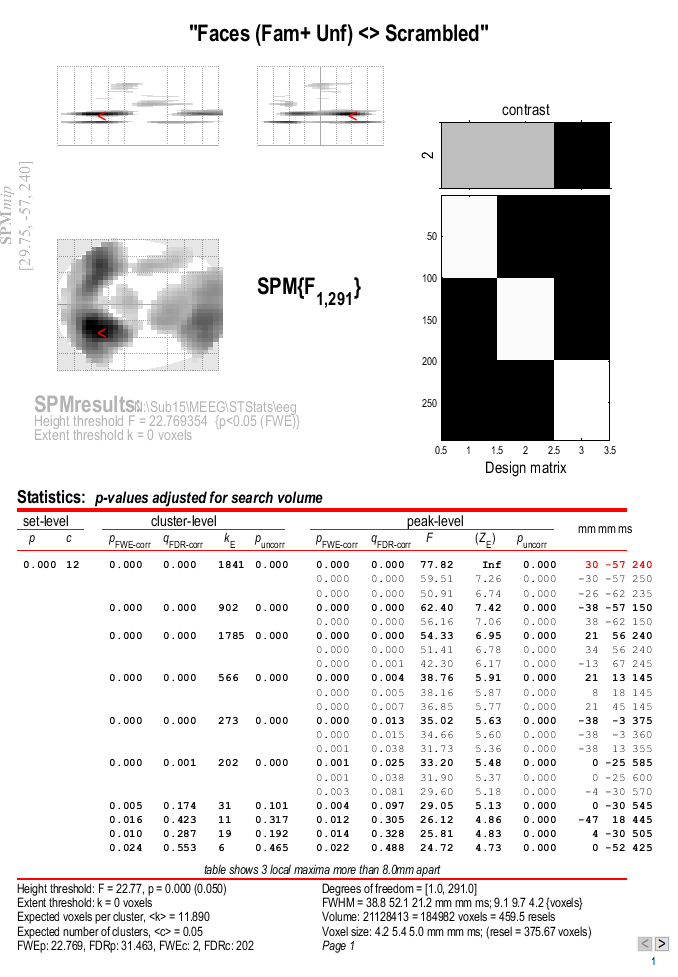 "Faces (Fam+ Unf) <> Scrambled"
contrast
2
SPMmip
[29.75, -57, 240]
<
<
<
SPM{F1,291}
50
100
150
200
250
0.5 1 1.5 2 2.5 3 3.5
Design matrix
SPMresults: N:\Sub15\MEEG\STStats\eeg
Height threshold F = 22.769354 {p<0.05 (FWE)}
Extent threshold k = 0 voxels
Statistics: p-values adjusted for search volume
set-level cluster-level peak-level mm mm ms
p c pFWE-corr qFDR-corr kE puncorr pFWE-corr qFDR-corr F (ZE) puncorr
0.000 12 0.000 0.000 1841 0.000 0.000 0.000 77.82 Inf 0.000 30 -57 240
0.000 0.000 59.51 7.26 0.000 -30 -57 250
0.000 0.000 50.91 6.74 0.000 -26 -62 235
0.000 0.000 902 0.000 0.000 0.000 62.40 7.42 0.000 -38 -57 150
0.000 0.000 56.16 7.06 0.000 38 -62 150
0.000 0.000 1785 0.000 0.000 0.000 54.33 6.95 0.000 21 56 240
0.000 0.000 51.41 6.78 0.000 34 56 240
0.000 0.001 42.30 6.17 0.000 -13 67 245
0.000 0.000 566 0.000 0.000 0.004 38.76 5.91 0.000 21 13 145
0.000 0.005 38.16 5.87 0.000 8 18 145
0.000 0.007 36.85 5.77 0.000 21 45 145
0.000 0.000 273 0.000 0.000 0.013 35.02 5.63 0.000 -38 -3 375
0.000 0.015 34.66 5.60 0.000 -38 -3 360
0.001 0.038 31.73 5.36 0.000 -38 13 355
0.000 0.001 202 0.000 0.001 0.025 33.20 5.48 0.000 0 -25 585
0.001 0.038 31.90 5.37 0.000 0 -25 600
0.003 0.081 29.60 5.18 0.000 -4 -30 570
0.005 0.174 31 0.101 0.004 0.097 29.05 5.13 0.000 0 -30 545
0.016 0.423 11 0.317 0.012 0.305 26.12 4.86 0.000 -47 18 445
0.010 0.287 19 0.192 0.014 0.328 25.81 4.83 0.000 4 -30 505
0.024 0.553 6 0.465 0.022 0.488 24.72 4.73 0.000 0 -52 425
table shows 3 local maxima more than 8.0mm apart
Height threshold: F = 22.77, p = 0.000 (0.050)
Extent threshold: k = 0 voxels
Expected voxels per cluster, <k> = 11.890
Expected number of clusters, <c> = 0.05
FWEp: 22.769, FDRp: 31.463, FWEc: 2, FDRc: 202
Degrees of freedom = [1.0, 291.0]
FWHM = 38.8 52.1 21.2 mm mm ms; 9.1 9.7 4.2 {voxels}
Volume: 21128413 = 184982 voxels = 459.5 resels
Voxel size: 4.2 5.4 5.0 mm mm ms; (resel = 375.67 voxels)
Page 1
< >
1